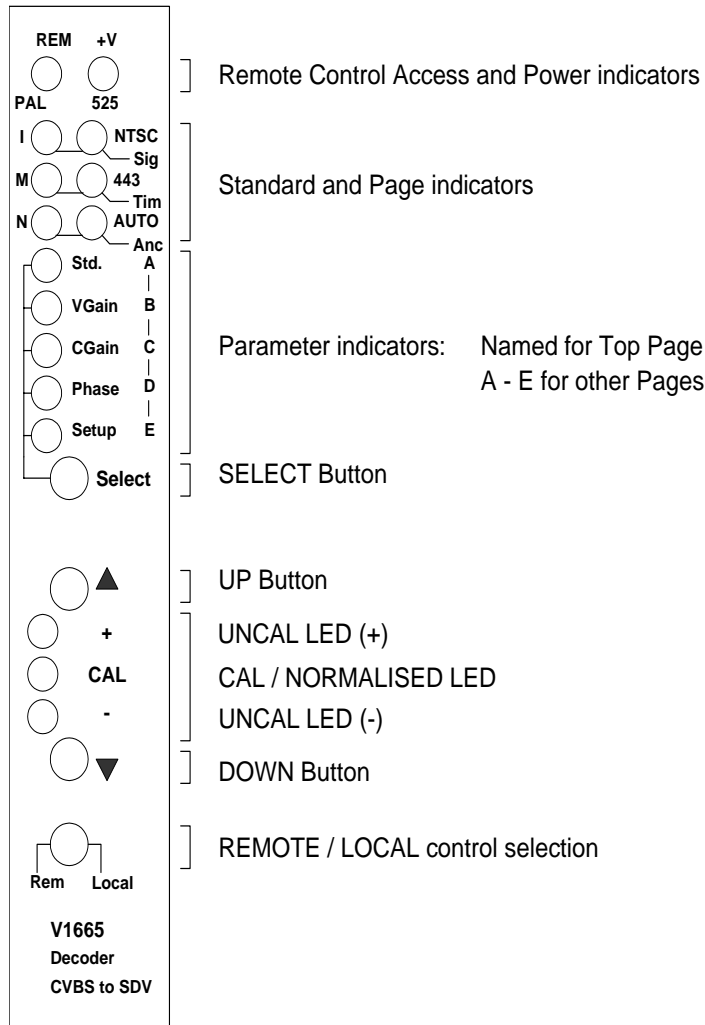 REM +V
Remote Control Access and Power indicators
PAL 525
I NTSC
Sig
M 443
Standard and Page indicators
Tim
N AUTO
Anc
Std. A
VGain B
CGain C
Parameter indicators: Named for Top Page
Phase D
A - E for other Pages
Setup E
Select
SELECT Button
▲
UP Button
+
UNCAL LED (+)
CAL
CAL / NORMALISED LED
-
UNCAL LED (-)
▼
DOWN Button
REMOTE / LOCAL control selection
Rem Local
V1665
Decoder
CVBS to SDV